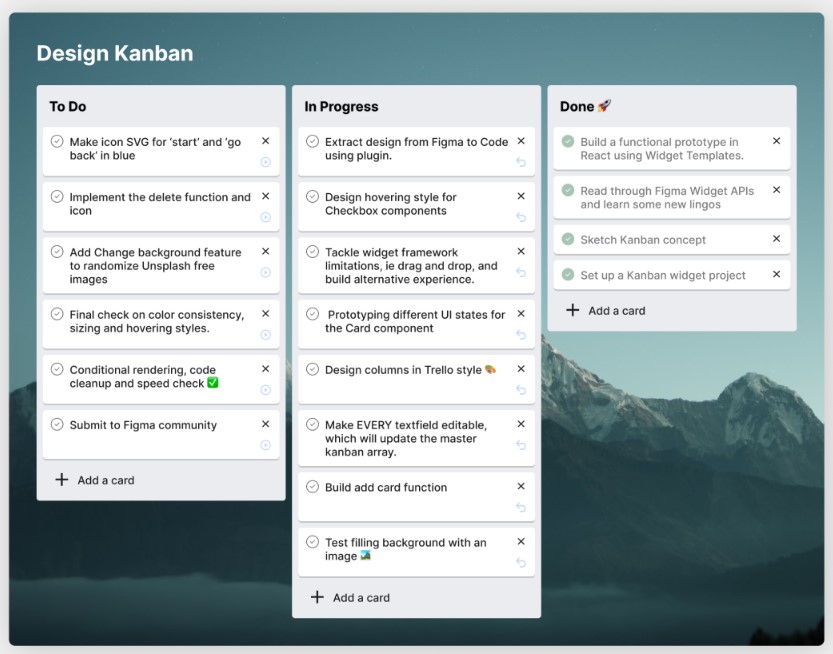 Design Kanban
To Do
Make icon SVG for ‘start’ and ‘go
back’ in blue
Implement the delete function and
icon
Add Change background feature
to randomize Unsplash free
images
Final check on color consistency,
sizing and hovering styles.
Conditional rendering, code
cleanup and speed check ✅
Submit to Figma community
Add a card
In Progress
Extract design from Figma to Code
using plugin.
Design hovering style for
Checkbox components
Tackle widget framework
limitations, ie drag and drop, and
build alternative experience.
Prototyping different UI states for
the Card component
Design columns in Trello style 🎨
Make EVERY textfield editable,
which will update the master
kanban array.
Build add card function
Test filling background with an
image 🏞️
Add a card
Done 🚀
Build a functional prototype in
React using Widget Templates.
Read through Figma Widget APIs
and learn some new lingos
Sketch Kanban concept
Set up a Kanban widget project
Add a card